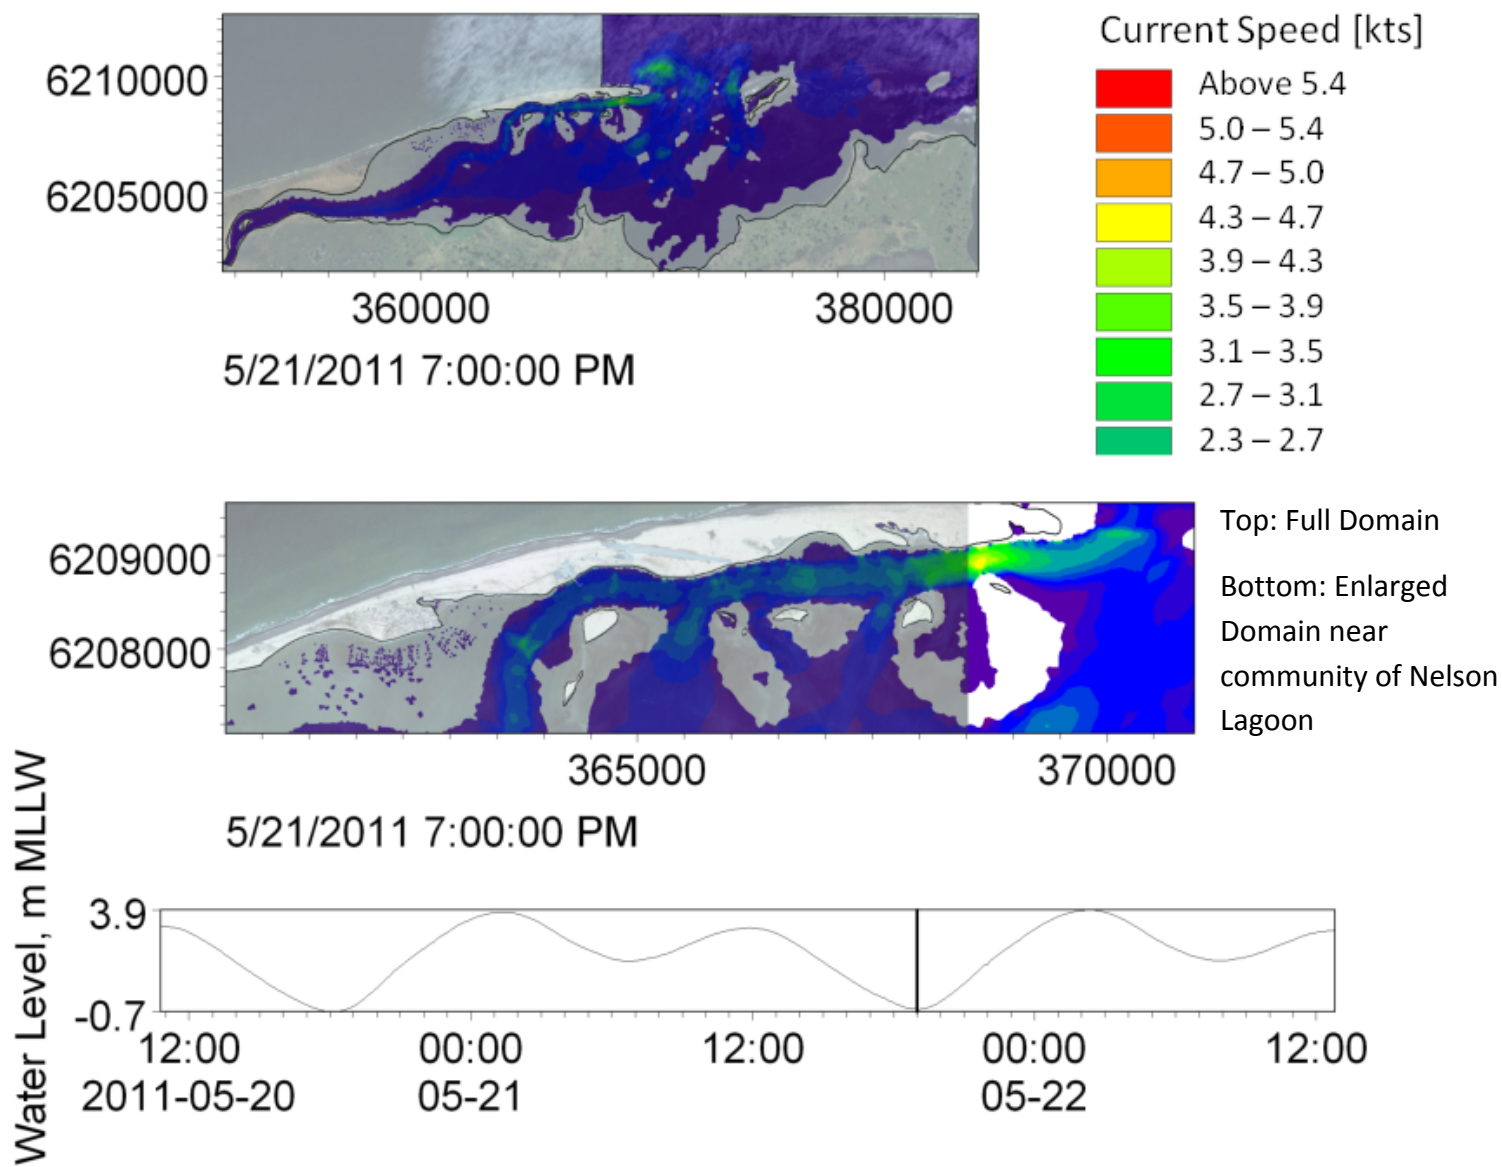 Current Speed [kts]
6210000
6205000
360000 380000
5/21/2011 7:00:00 PM
Above 5.4
5.0 – 5.4
4.7 – 5.0
4.3 – 4.7
3.9 – 4.3
3.5 – 3.9
3.1 – 3.5
2.7 – 3.1
2.3 – 2.7
6209000
6208000
365000 370000
5/21/2011 7:00:00 PM
Top: Full Domain
Bottom: Enlarged
Domain near
community of Nelson
Lagoon
Water Level, m MLLW
3.9
-0.7
12:00 00:00 12:00 00:00 12:00
2011-05-20 05-21 05-22